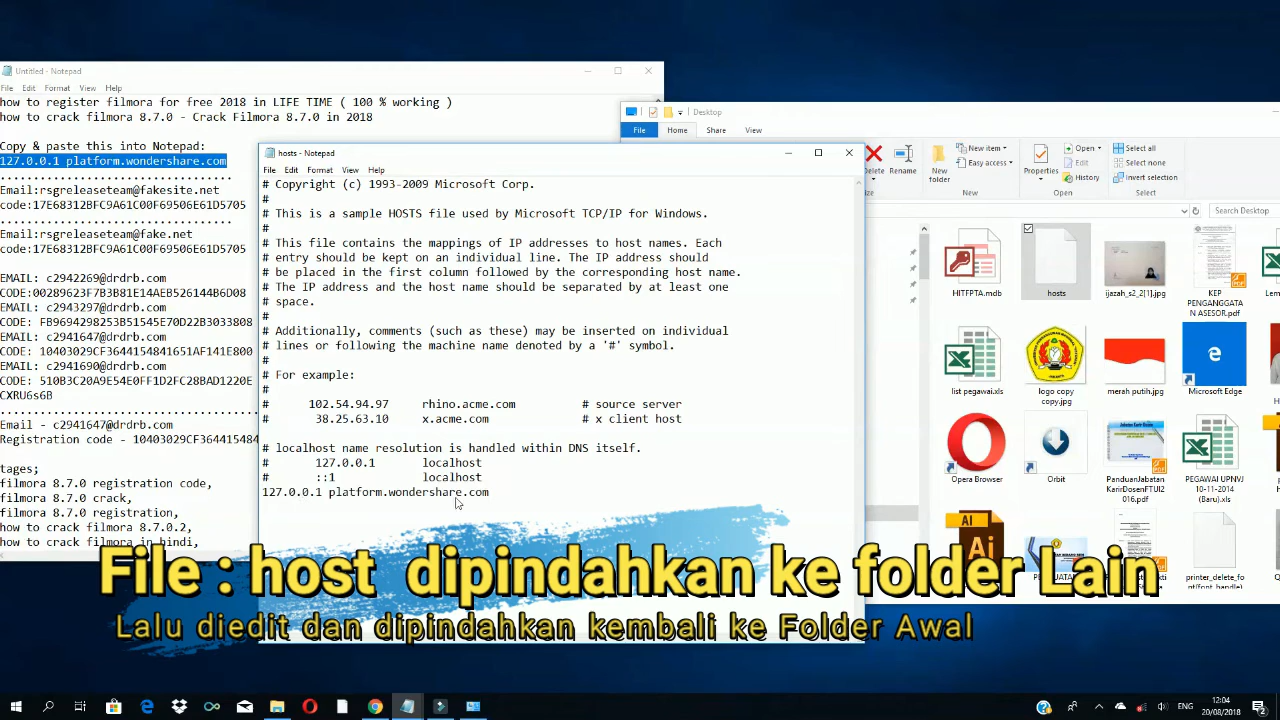 Untitled - Notepad
File Edit Format View Help
how to register filmora for free 2018 in LIFE TIME ( 100 % working )
how to crack filmora 8.7.0 - Crack Filmora 8.7.0 in 2018
Copy & paste this into Notepad:
127.0.0.1 platform.wondershare.com
......................................
Email:rsgreleaseteam@fakesite.net
code:17E68312BFC9A61C00F69506E61D5705
......................................
Email:rsgreleaseteam@fake.net
code:17E68312BFC9A61C00F69506E61D5705
EMAIL: c2942269@drdrb.com
CODE:00289623F7B3B81E14AEB526144B6D08
EMAIL: c2943297@drdrb.com
CODE: FB9694298253B51545E70D22B3033808
EMAIL: c2941647@drdrb.com
CODE: 10403029CF3644154841651AF141E800
EMAIL: c2941690@drdrb.com
CODE: 510B3C20A9E54E0FF1D2FC28BAD1220E
CXRU6s6B
Email - c2941647@drdrb.com
Registration code - 10403029CF364415484
tages;
filmora 8.7.0 registration code,
filmora 8.7.0 crack,
filmora 8.7.0 registration,
how to crack filmora 8.7.0.2,
how to crack filmora in hindi,
hosts - Notepad
File Edit Format View Help
# Copyright (c) 1993-2009 Microsoft Corp.
#
# This is a sample HOSTS file used by Microsoft TCP/IP for Windows.
#
# This file contains the mappings of IP addresses to host names. Each
# entry should be kept on an individual line. The IP address should
# be placed in the first column followed by the corresponding host name.
# The IP address and the host name should be separated by at least one
# space.
#
# Additionally, comments (such as these) may be inserted on individual
# lines or following the machine name denoted by a '#' symbol.
#
# For example:
#
# 102.54.94.97 rhino.acme.com # source server
# 38.25.63.10 x.acme.com # x client host
# localhost name resolution is handled within DNS itself.
# 127.0.0.1 localhost
# ::1 localhost
127.0.0.1 platform.wondershare.com
Desktop
File Home Share View
Delete Rename New folder New item Easy access New
Properties Open History Open
Select all Select none Invert selection Select
Search Desktop
HITFPTA.mdb
hosts
ijazah_s2_2[1].jpg
KEP PENGANGGATAN ASESOR.pdf
list pegawai.xls
logo copy copy.jpg
merah putih.jpg
Microsoft Edge
Opera Browser
Orbit
PanduanJabatanKarirDosenFTUI2016.pdf
PEGAWAI UPNVJ 10-11-2014 (Baru).xls
printer_delete_font(font_handle)
File : host dipindahkan ke folder Lain
Lalu diedit dan dipindahkan kembali ke Folder Awal
ENG
12:04
20/08/2018